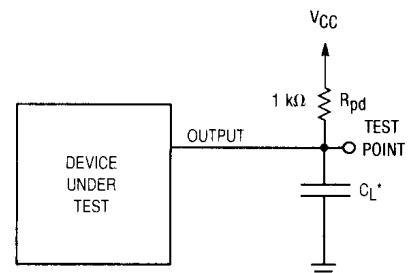 VCC
1 kΩ Rpd
TEST
POINT
OUTPUT
DEVICE
UNDER
TEST
CL*